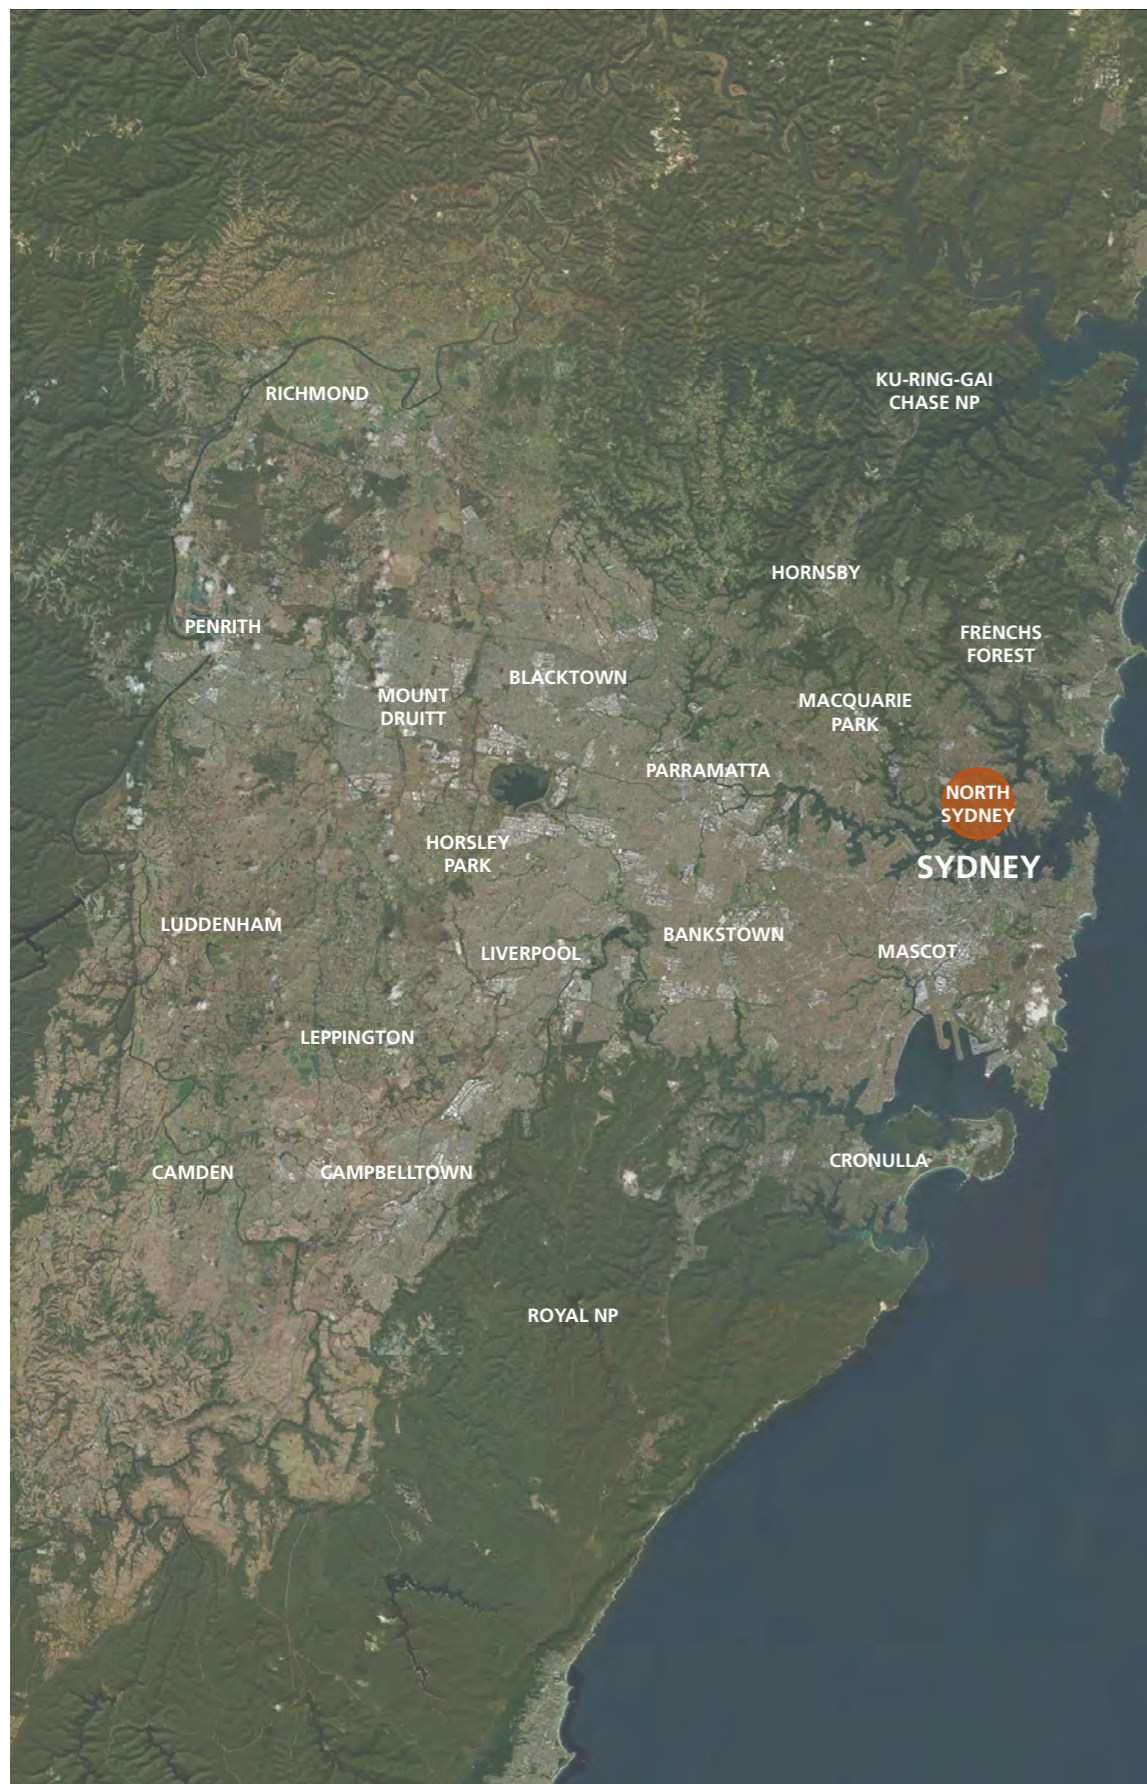 KU-RING-GAI
CHASE NP
RICHMOND
HORNSBY
PENRITH
FRENCHS
FOREST
BLACKTOWN
MOUNT
DRUITT
MACQUARIE
PARK
PARRAMATTA
NORTH
SYDNEY
HORSLEY
PARK
SYDNEY
LUDDENHAM
BANKSTOWN
LIVERPOOL
MASCOT
LEPPINGTON
CRONULLA
CAMDEN
CAMPBELLTOWN
ROYAL NP